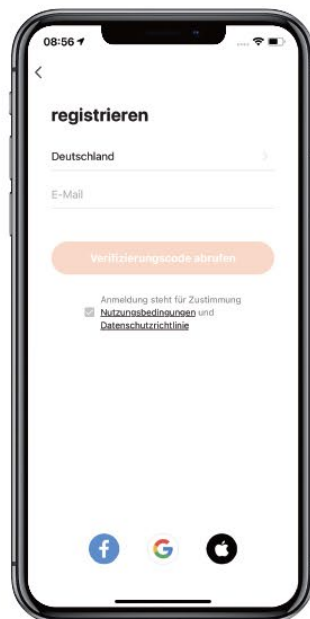 08:56
registrieren
Deutschland
E-Mail
Verifizierungscode abrufen
Anmeldung steht für Zustimmung
Nutzungsbedingungen und
Datenschutzrichtlinie